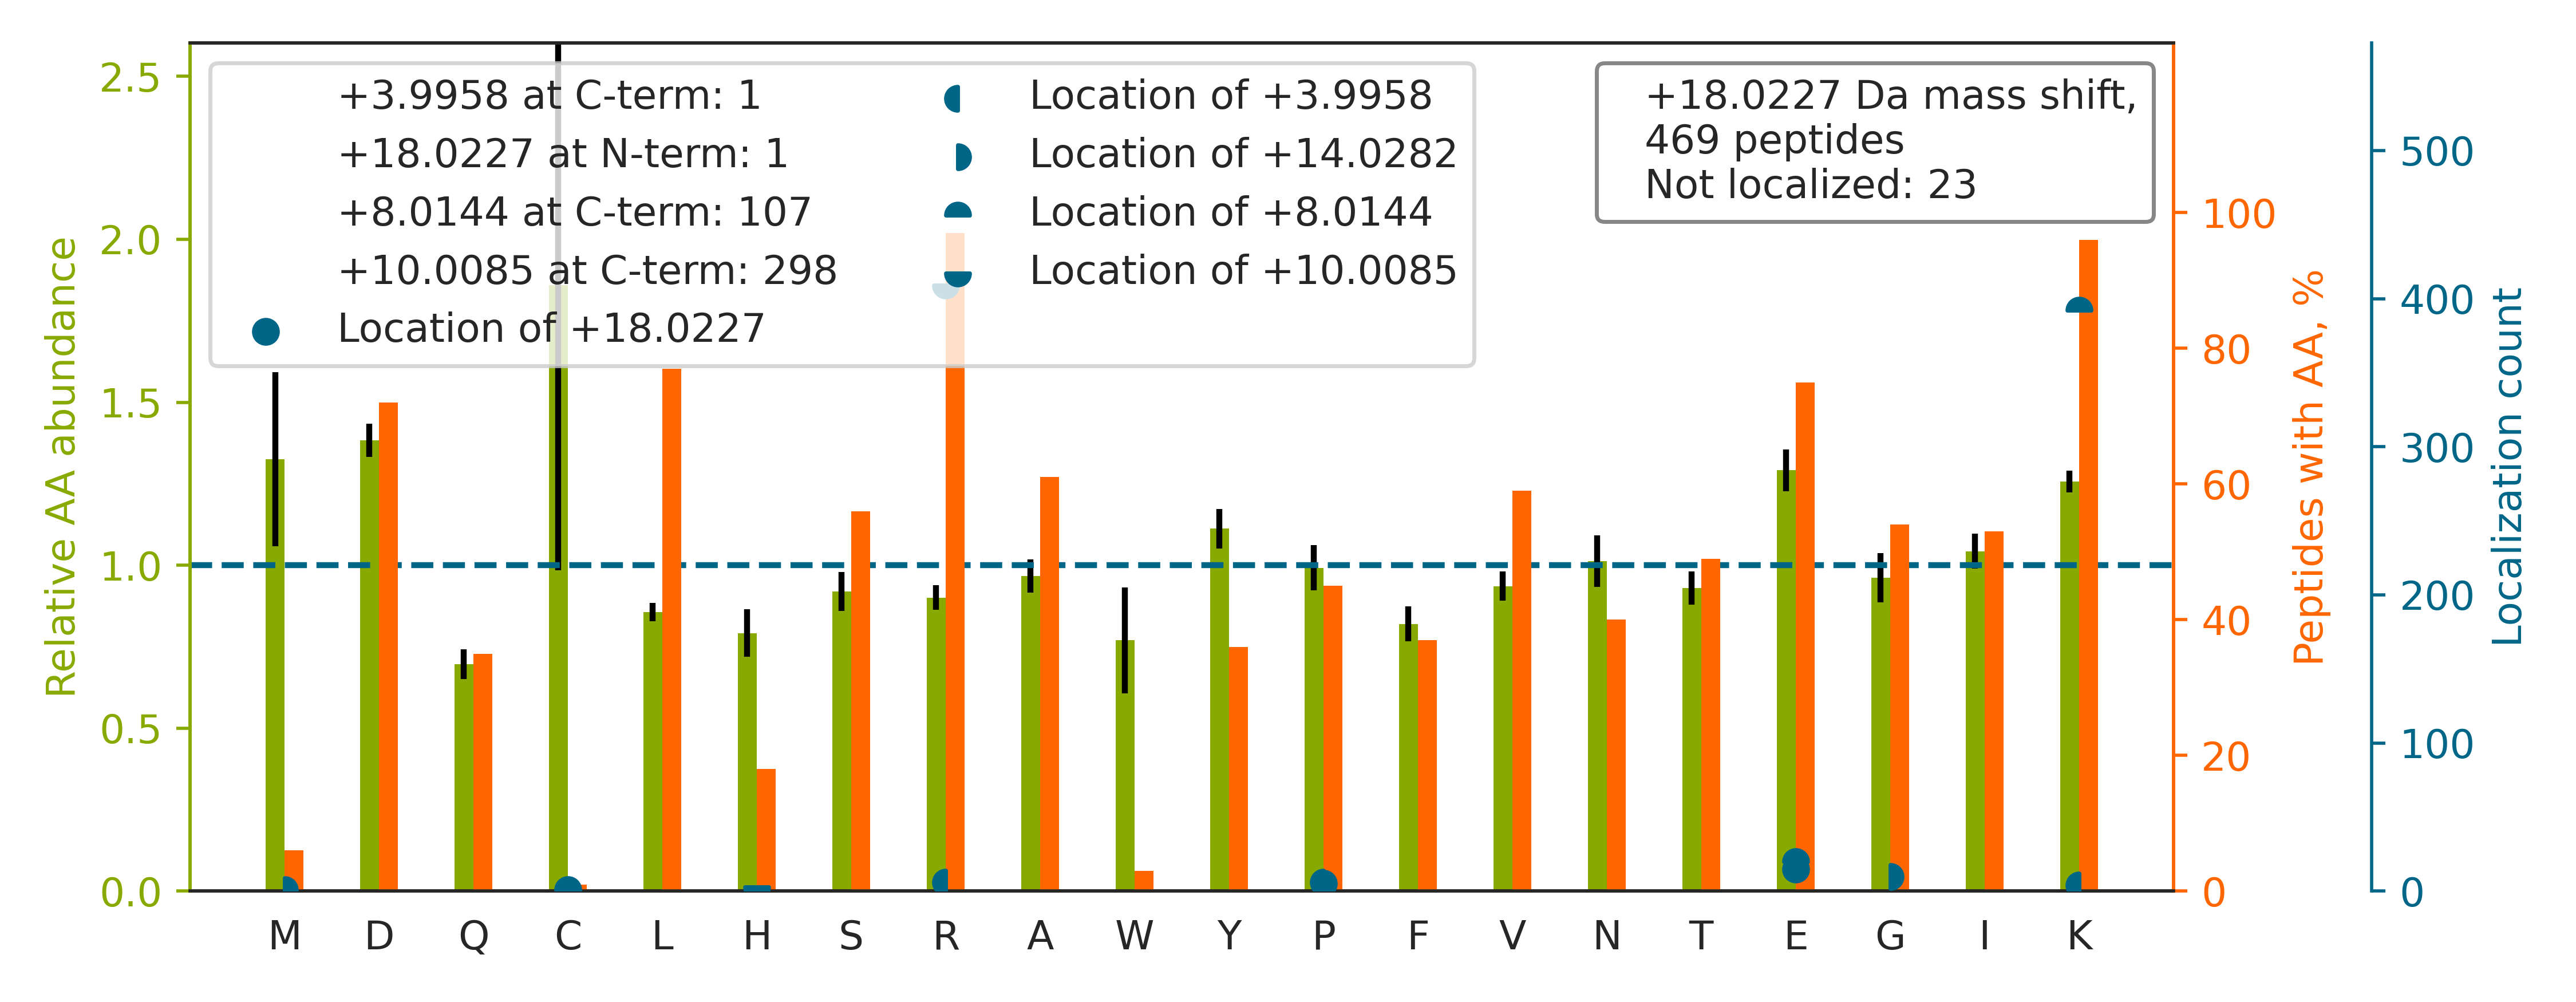 +3.9958 at C-term: 1
+18.0227 at N-term: 1
+8.0144 at C-term: 107
+10.0085 at C-term: 298
Location of +18.0227
Location of +3.9958
Location of +14.0282
Location of +8.0144
Location of +10.0085
+18.0227 Da mass shift,
469 peptides
Not localized: 23
Relative AA abundance
2.5
2.0
1.5
1.0
0.5
0.0
M D Q C L H S R A W Y P F V N T E G I K
100
80
60
40
20
0
Peptides with AA, %
500
400
300
200
100
0
Localization count